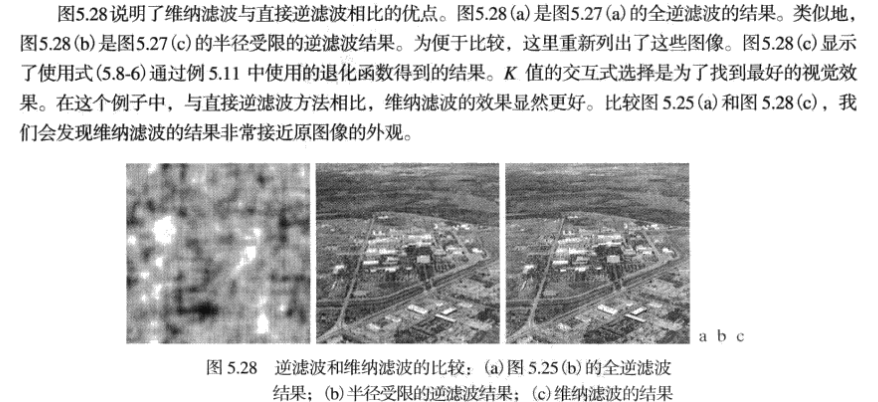 图5.28说明了维纳滤波与直接逆滤波相比的优点。图5.28(a)是图5.27(a)的全逆滤波的结果。类似地,
图5.28(b)是图5.27(c)的半径受限的逆滤波结果。为便于比较,这里重新列出了这些图像。图5.28(c)显示
了使用式(5.8-6)通过例5.11中使用的退化函数得到的结果。K 值的交互式选择是为了找到最好的视觉效
果。在这个例子中,与直接逆滤波方法相比,维纳滤波的效果显然更好。比较图5.25(a)和图5.28(c),我
们会发现维纳滤波的结果非常接近原图像的外观。
a b c
图 5.28 逆滤波和维纳滤波的比较:(a)图 5.25(b)的全逆滤波
结果;(b)半径受限的逆滤波结果;(c)维纳滤波的结果